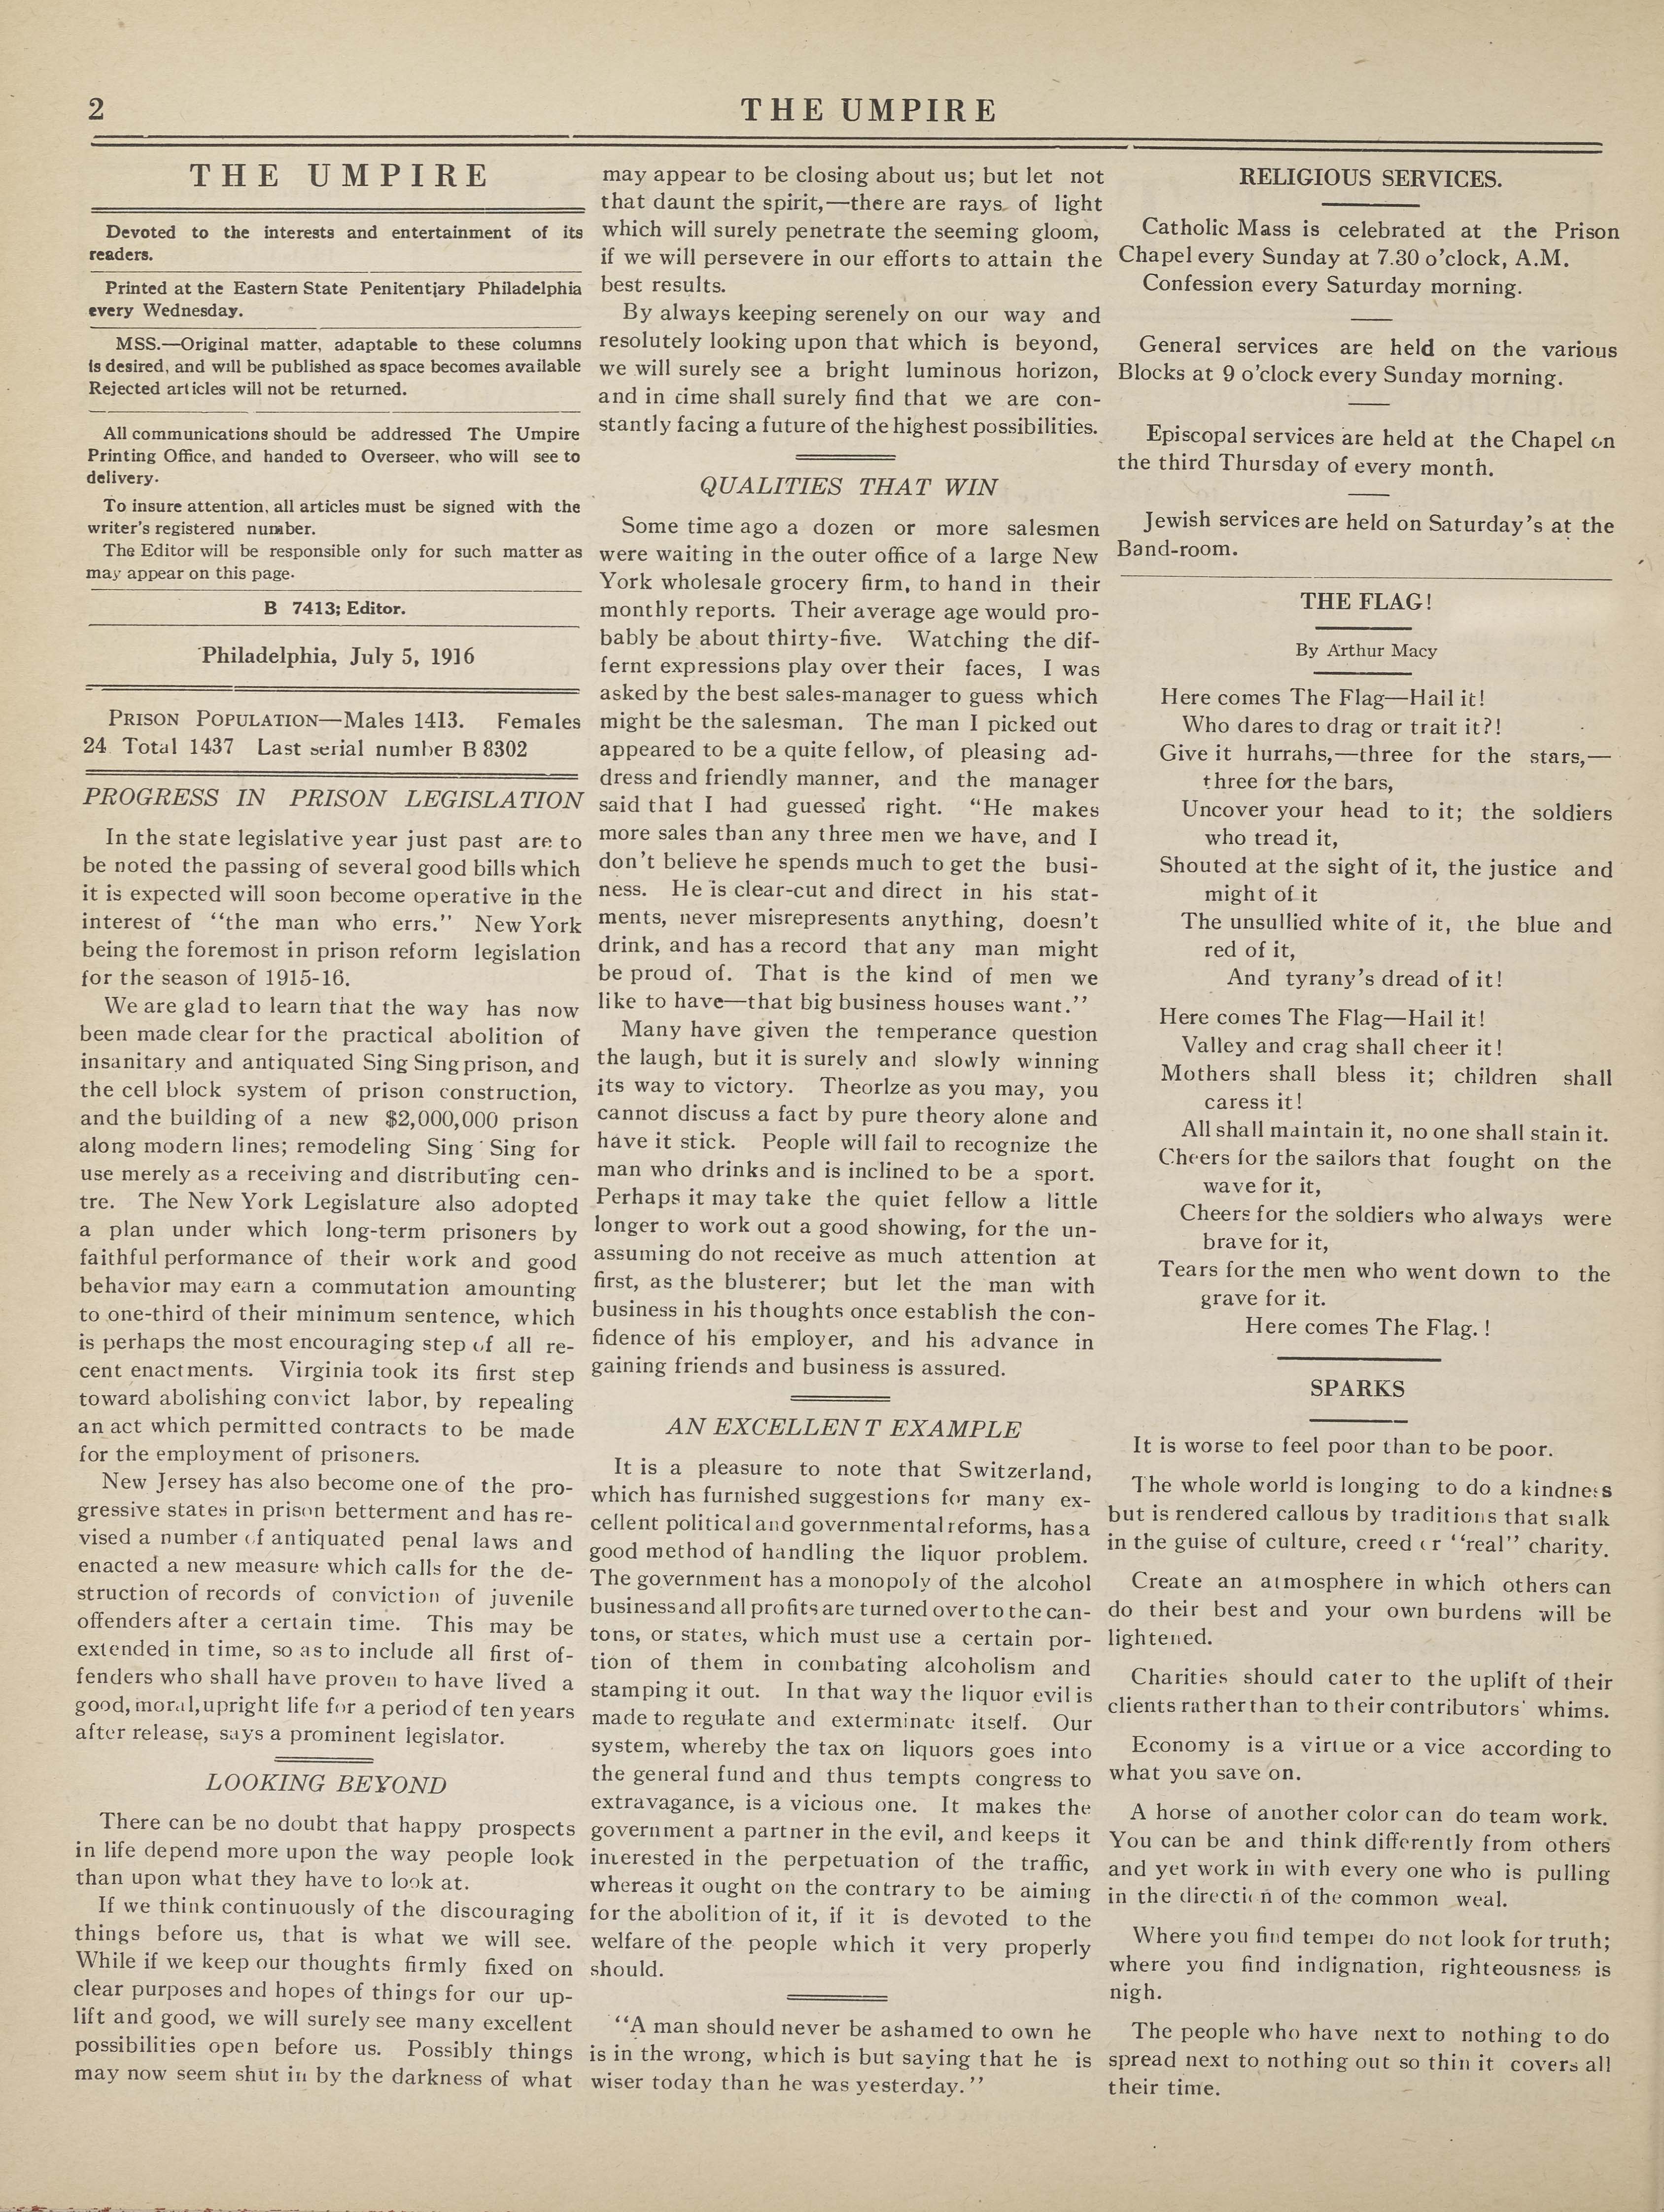 2
THE UMPIRE
THE UMPIRE
Devoted to the interests and entertainment of its
readers.
Printed at the Eastern State Penitentiary Philadelphia
every Wednesday.
MSS.—Original matter, adaptable to these columns
is desired, and will be published as space becomes available
Rejected articles will not be returned.
All communications should be addressed The Umpire
Printing Office, and handed to Overseer, who will see to
delivery.
To insure attention, all articles must be signed with the
writer's registered number.
The Editor will be responsible only for such matter as
may appear on this page.
B 7413; Editor.
Philadelphia, July 5, 1916
PRISON POPULATION—Males 1413. Females
24 Total 1437 Last serial number B 8302
PROGRESS IN PRISON LEGISLATION
In the state legislative year just past are to
be noted the passing of several good bills which
it is expected will soon become operative in the
interest of "the man who errs." New York
being the foremost in prison reform legislation
for the season of 1915-16.
We are glad to learn that the way has now
been made clear for the practical abolition of
insanitary and antiquated Sing Sing prison, and
the cell block system of prison construction,
and the building of a new $2,000,000 prison
along modern lines; remodeling Sing Sing for
use merely as a receiving and distributing cen-
tre. The New York Legislature also adopted
a plan under which long-term prisoners by
faithful performance of their work and good
behavior may earn a commutation amounting
to one-third of their minimum sentence, which
is perhaps the most encouraging step of all re-
cent enactments. Virginia took its first step
toward abolishing convict labor, by repealing
an act which permitted contracts to be made
for the employment of prisoners.
New Jersey has also become one of the pro-
gressive states in prison betterment and has re-
vised a number of antiquated penal laws and
enacted a new measure which calls for the de-
struction of records of conviction of juvenile
offenders after a certain time. This may be
extended in time, so as to include all first of-
fenders who shall have proven to have lived a
good, moral, upright life for a period of ten years
after release, says a prominent legislator.
LOOKING BEYOND
There can be no doubt that happy prospects
in life depend more upon the way people look
than upon what they have to look at.
If we think continuously of the discouraging
things before us, that is what we will see.
While if we keep our thoughts firmly fixed on
clear purposes and hopes of things for our up-
lift and good, we will surely see many excellent
possibilities open before us. Possibly things
may now seem shut in by the darkness of what
may appear to be closing about us; but let not
that daunt the spirit,—there are rays of light
which will surely penetrate the seeming gloom,
if we will persevere in our efforts to attain the
best results.
By always keeping serenely on our way and
resolutely looking upon that which is beyond,
we will surely see a bright luminous horizon,
and in time shall surely find that we are con-
stantly facing a future of the highest possibilities.
QUALITIES THAT WIN
Some time ago a dozen or more salesmen
were waiting in the outer office of a large New
York wholesale grocery firm, to hand in their
monthly reports. Their average age would pro-
bably be about thirty-five. Watching the dif-
fernt expressions play over their faces, I was
asked by the best sales-manager to guess which
might be the salesman. The man I picked out
appeared to be a quite fellow, of pleasing ad-
dress and friendly manner, and the manager
said that I had guessed right. "He makes
more sales than any three men we have, and I
don't believe he spends much to get the busi-
ness. He is clear-cut and direct in his stat-
ments, never misrepresents anything, doesn't
drink, and has a record that any man might
be proud of. That is the kind of men we
like to have—that big business houses want."
Many have given the temperance question
the laugh, but it is surely and slowly winning
its way to victory. Theorlze as you may, you
cannot discuss a fact by pure theory alone and
have it stick. People will fail to recognize the
man who drinks and is inclined to be a sport.
Perhaps it may take the quiet fellow a little
longer to work out a good showing, for the un-
assuming do not receive as much attention at
first, as the blusterer; but let the man with
business in his thoughts once establish the con-
fidence of his employer, and his advance in
gaining friends and business is assured.
AN EXCELLENT EXAMPLE
It is a pleasure to note that Switzerland,
which has furnished suggestions for many ex-
cellent political and governmental reforms, has a
good method of handling the liquor problem.
The government has a monopoly of the alcohol
business and all profits are turned over to the can-
tons, or states, which must use a certain por-
tion of them in combating alcoholism and
stamping it out. In that way the liquor evil is
made to regulate and exterminate itself. Our
system, whereby the tax on liquors goes into
the general fund and thus tempts congress to
extravagance, is a vicious one. It makes the
government a partner in the evil, and keeps it
interested in the perpetuation of the traffic,
whereas it ought on the contrary to be aiming
for the abolition of it, if it is devoted to the
welfare of the people which it very properly
should.
"A man should never be ashamed to own he
is in the wrong, which is but saying that he is
wiser today than he was yesterday."
RELIGIOUS SERVICES.
Catholic Mass is celebrated at the Prison
Chapel every Sunday at 7.30 o'clock, A.M.
Confession every Saturday morning.
General services are held on the various
Blocks at 9 o'clock every Sunday morning.
Episcopal services are held at the Chapel on
the third Thursday of every month.
Jewish services are held on Saturday's at the
Band-room.
THE FLAG!
By Arthur Macy
Here comes The Flag—Hail it!
Who dares to drag or trait it?!
Give it hurrahs,—three for the stars,—
three for the bars,
Uncover your head to it; the soldiers
who tread it,
Shouted at the sight of it, the justice and
might of it
The unsullied white of it, the blue and
red of it,
And tyrany's dread of it!
Here comes The Flag—Hail it!
Valley and crag shall cheer it!
Mothers shall bless it; children shall
caress it!
All shall maintain it, no one shall stain it.
Cheers for the sailors that fought on the
wave for it,
Cheers for the soldiers who always were
brave for it,
Tears for the men who went down to the
grave for it.
Here comes The Flag. !
SPARKS
It is worse to feel poor than to be poor.
The whole world is longing to do a kindness
but is rendered callous by traditions that stalk
in the guise of culture, creed or "real" charity.
Create an atmosphere in which others can
do their best and your own burdens will be
lightened.
Charities should cater to the uplift of their
clients rather than to their contributors' whims.
Economy is a virtue or a vice according to
what you save on.
A horse of another color can do team work.
You can be and think differently from others
and yet work in with every one who is pulling
in the direction of the common weal.
Where you find temper do not look for truth;
where you find indignation, righteousness is
nigh.
The people who have next to nothing to do
spread next to nothing out so thin it covers all
their time.